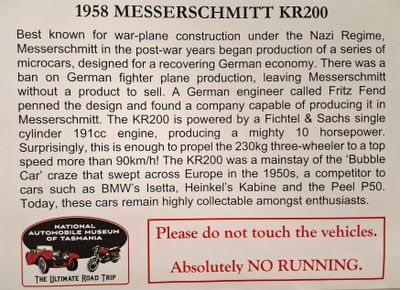 1958 MESSERSCHMITT KR200
Best known for war-plane construction under the Nazi Regime,
Messerschmitt in the post-war years began production of a series of
microcars, designed for a recovering German economy. There was a
ban on German fighter plane production, leaving Messerschmitt
without a product to sell. A German engineer called Fritz Fend
penned the design and found a company capable of producing it in
Messerschmitt. The KR200 is powered by a Fichtel & Sachs single
cylinder 191cc engine, producing a mighty 10 horsepower.
Surprisingly, this is enough to propel the 230kg three-wheeler to a top
speed more than 90km/h! The KR200 was a mainstay of the ‘Bubble
Car’ craze that swept across Europe in the 1950s, a competitor to
cars such as BMW’s Isetta, Heinkel’s Kabine and the Peel P50.
Today, these cars remain highly collectable amongst enthusiasts.
NATIONAL
AUTOMOBILE MUSEUM
OF TASMANIA
THE ULTIMATE ROAD TRIP
Please do not touch the vehicles.
Absolutely NO RUNNING.